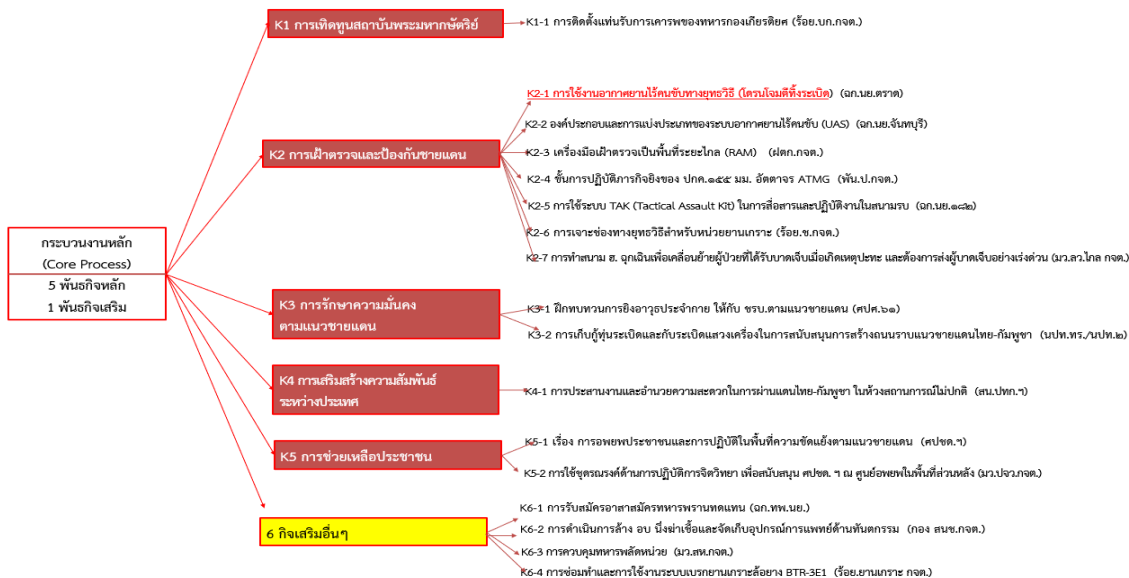 กระบวนงานหลัก
(Core Process)
5 พันธกิจหลัก
1 พันธกิจเสริม
K1 การเทิดทูนสถาบันพระมหากษัตริย์
K1-1 การติดตั้งแท่นรับการเคารพของทหารกองเกียรติยศ (ร้อย.บก.กจต.)
K2 การเฝ้าตรวจและป้องกันชายแดน
K2-1 การใช้งานอากาศยานไร้คนขับทางยุทธวิธี (โดรนโจมตีทิ้งระเบิด) (ฉก.นย.ตราด)
K2-2 องค์ประกอบและการแบ่งประเภทของระบบอากาศยานไร้คนขับ (UAS) (ฉก.นย.จันทบุรี)
K2-3 เครื่องมือเฝ้าตรวจเป็นพื้นที่ระยะไกล (RAM) (ฝตก.กจต.)
K2-4 ขั้นการปฏิบัติภารกิจยิงของ ปกค.๑๕๕ มม. อัตตาจร ATMG (พัน.ป.กจต.)
K2-5 การใช้ระบบ TAK (Tactical Assault Kit) ในการสื่อสารและปฏิบัติงานในสนามรบ (ฉก.นย.๑๘๒)
K2-6 การเจาะช่องทางยุทธวิธีสำหรับหน่วยยานเกราะ (ร้อย.ช.กจต.)
K2-7 การทำสนาม ฮ. ฉุกเฉินเพื่อเคลื่อนย้ายผู้ป่วยที่ได้รับบาดเจ็บเมื่อเกิดเหตุปะทะ และต้องการส่งผู้บาดเจ็บอย่างเร่งด่วน (มว.ลว.ไกล กจต.)
K3 การรักษาความมั่นคง
ตามแนวชายแดน
K3-1 ฝึกทบทวนการยิงอาวุธประจำกาย ให้กับ ชรบ.ตามแนวชายแดน (ศปศ.๖๑)
K3-2 การเก็บกู้ทุ่นระเบิดและกับระเบิดแสวงเครื่องในการสนับสนุนการสร้างถนนราบแนวชายแดนไทย-กัมพูชา (นปท.ทร./นปท.๒)
K4 การเสริมสร้างความสัมพันธ์
ระหว่างประเทศ
K4-1 การประสานงานและอำนวยความสะดวกในการผ่านแดนไทย-กัมพูชา ในห้วงสถานการณ์ไม่ปกติ (สน.ปทก.ฯ)
K5 การช่วยเหลือประชาชน
K5-1 เรื่อง การอพยพประชาชนและการปฏิบัติในพื้นที่ความขัดแย้งตามแนวชายแดน (ศปชด.ฯ)
K5-2 การใช้ชุดรณรงค์ด้านการปฏิบัติการจิตวิทยา เพื่อสนับสนุน ศปชด. ฯ ณ ศูนย์อพยพในพื้นที่ส่วนหลัง (มว.ปจว.กจต.)
6 กิจเสริมอื่นๆ
K6-1 การรับสมัครอาสาสมัครทหารพรานทดแทน (ฉก.ทพ.นย.)
K6-2 การดำเนินการล้าง อบ นึ่งฆ่าเชื้อและจัดเก็บอุปกรณ์การแพทย์ด้านทันตกรรม (กอง สนช.กจต.)
K6-3 การควบคุมทหารพลัดหน่วย (มว.สห.กจต.)
K6-4 การซ่อมทำและการใช้งานระบบเบรกยานเกราะล้อยาง BTR-3E1 (ร้อย.ยานเกราะ กจต.)